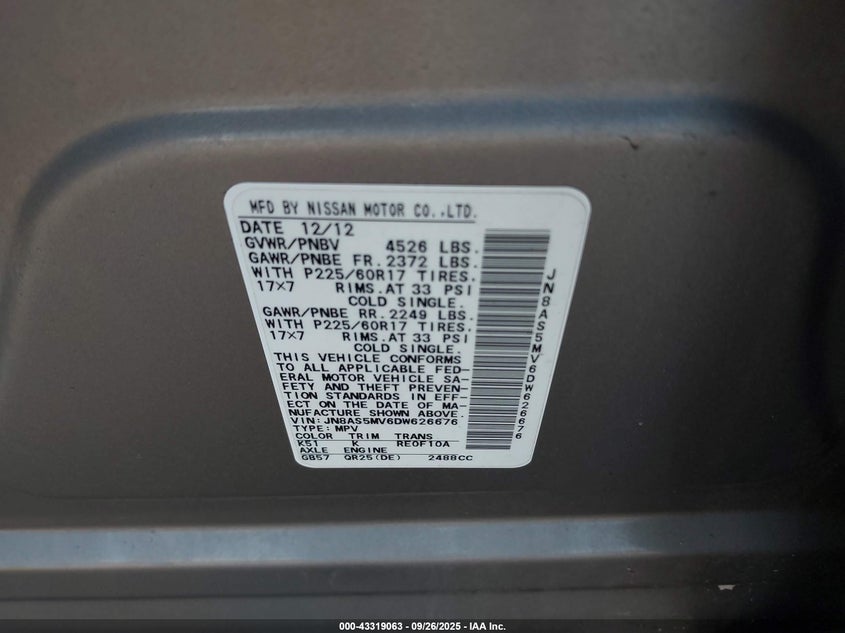 MFD BY NISSAN MOTOR CO.,LTD.
DATE 12/12
GVWR/PNBV 4526 LBS.
GAWR/PNBE FR. 2372 LBS.
WITH P225/60R17 TIRES.
17×7 RIMS.AT 33 PSI
COLD SINGLE.
GAWR/PNBE RR. 2249 LBS.
WITH P225/60R17 TIRES.
17×7 RIMS.AT 33 PSI
COLD SINGLE.
THIS VEHICLE CONFORMS
TO ALL APPLICABLE FED-
ERAL MOTOR VEHICLE SA-
FETY AND THEFT PREVEN-
TION STANDARDS IN EFF-
ECT ON THE DATE OF MA-
NUFACTURE SHOWN ABOVE.
VIN: JN8AS5MV6DW626676
TYPE: MPV
COLOR TRIM TRANS
K51 K RE0F10A
AXLE ENGINE
GB57 QR25(DE) 2488CC
JN8AS5MV6DW626676
000-43319063 - 09/26/2025 - IAA Inc.